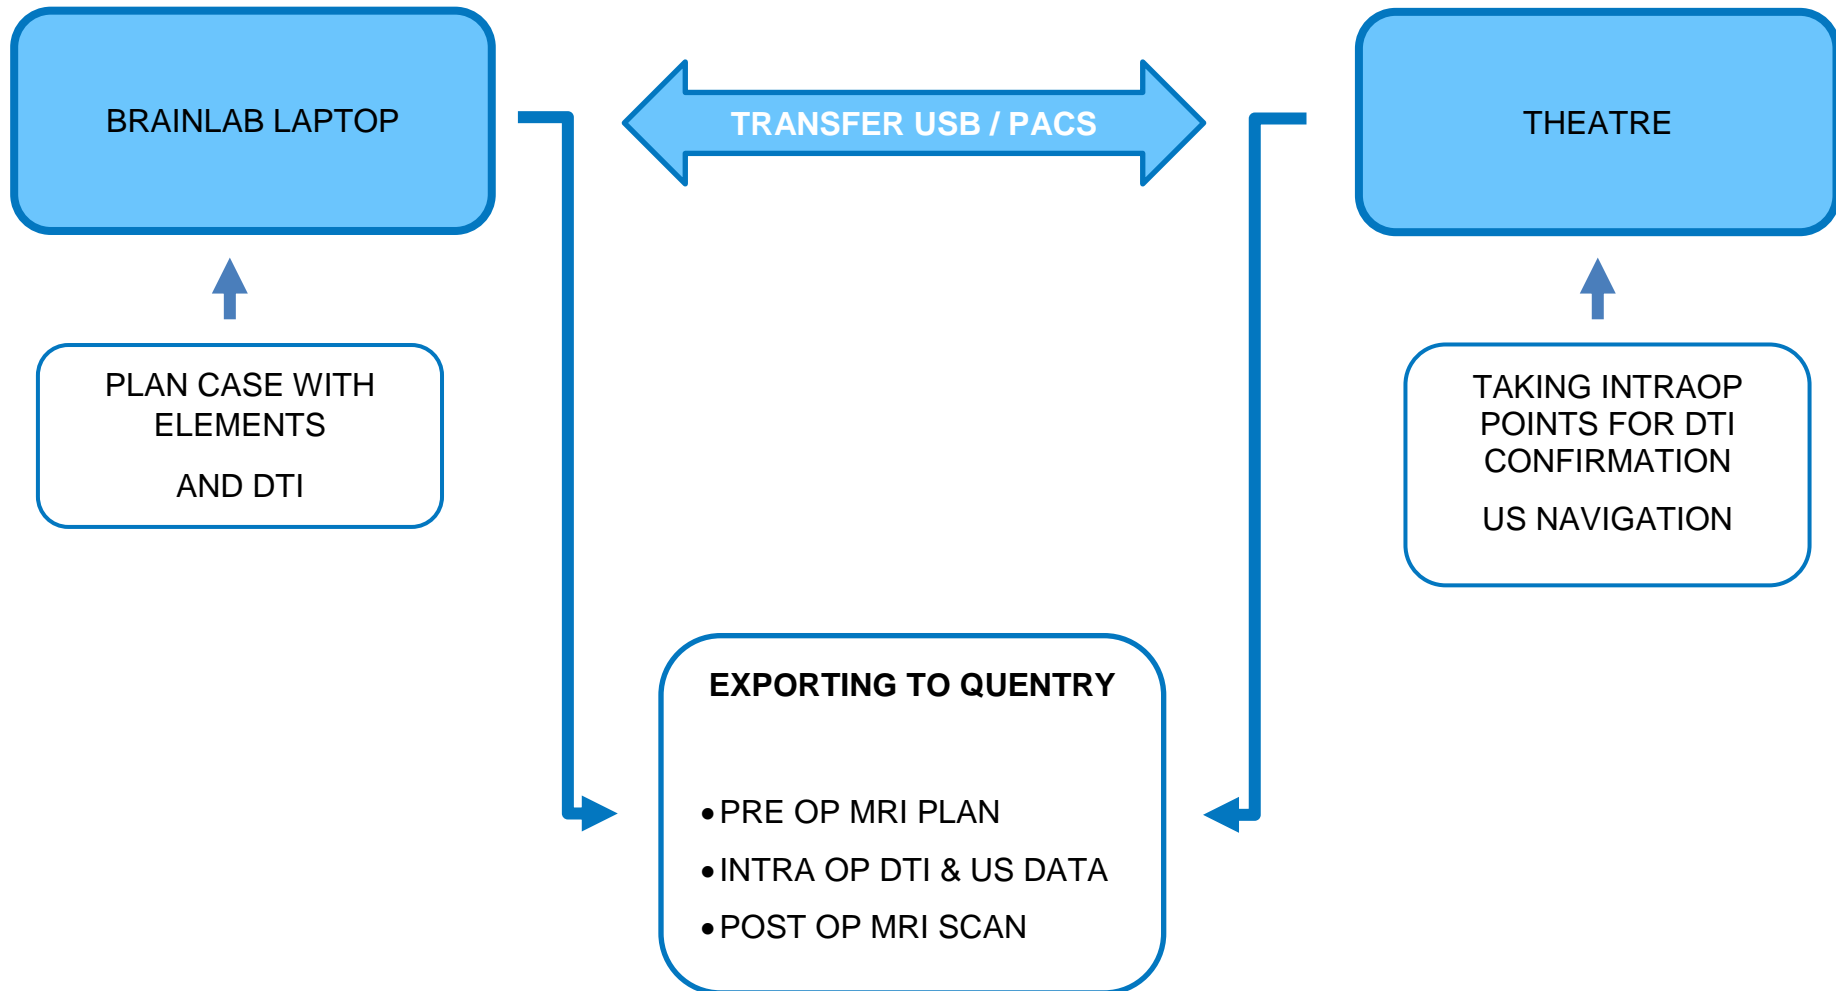 BRAINLAB LAPTOP
TRANSFER USB / PACS
THEATRE
PLAN CASE WITH
ELEMENTS
AND DTI
TAKING INTRAOP
POINTS FOR DTI
CONFIRMATION
US NAVIGATION
EXPORTING TO QUENTRY
• PRE OP MRI PLAN
• INTRA OP DTI & US DATA
• POST OP MRI SCAN